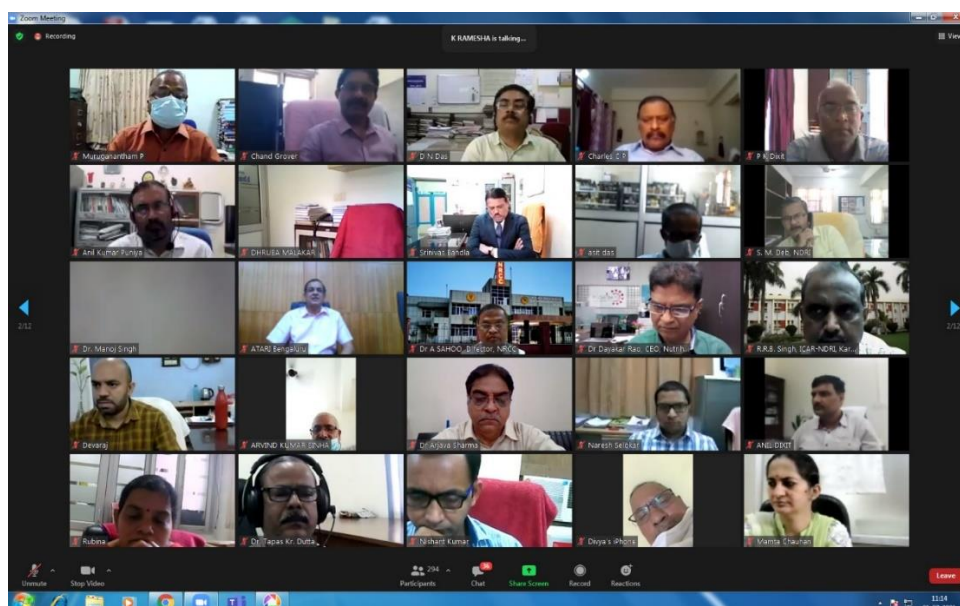 Zoom Meeting
Recording
K RAMESHA is talking...
View
Muruganantham P
Chand Grover
D N Das
Charles E R
P K Dixit
Anil Kumar Puniya
DHRUBA MALAKAR
Srinivas Bandla
asit das
S. M. Deb, NDRI
2/12
2/12
Dr. Manoj Singh
ATARI Bengaluru
Dr A SAHOO, Director, NRCC
Dr Dayakar Rao, CEO, Nutrih...
R.R.B. Singh, ICAR-NDRI, Kar...
Devaraj
ARVIND KUMAR SINHA
Dr Arjava Sharma
Naresh Selokar
ANIL DIXIT
Rubina
Dr. Tapas Kr. Dutta
Nishant Kumar
Divya's iPhone
Mamta Chauhan
Unmute
Stop Video
294
Participants
36
Chat
Share Screen
Record
Reactions
Leave
11:14